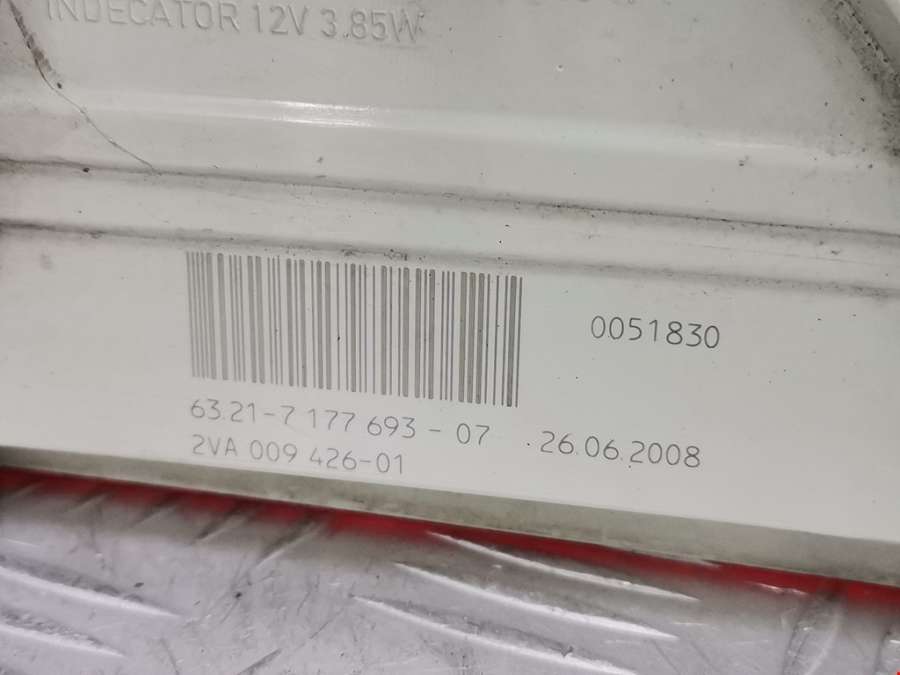 INDECATOR 12V 3.85W
0051830
63.21-7 177 693-07 26.06.2008
2VA 009 426-01